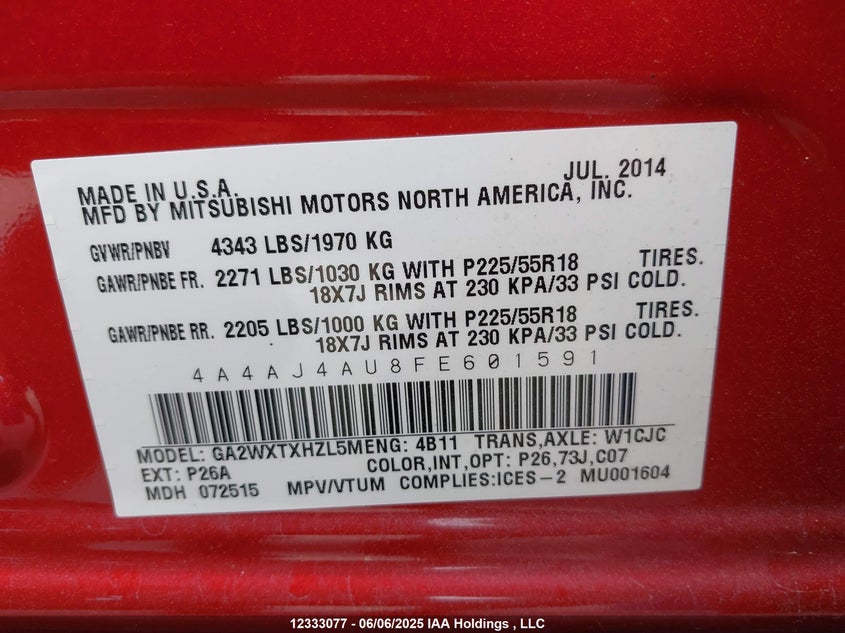 JUL. 2014
MADE IN U.S.A.
MFD BY MITSUBISHI MOTORS NORTH AMERICA, INC.
GVWR/PNBV 4343 LBS/1970 KG
GAWR/PNBE FR. 2271 LBS/1030 KG WITH P225/55R18 TIRES.
18X7J RIMS AT 230 KPA/33 PSI COLD.
GAWR/PNBE RR. 2205 LBS/1000 KG WITH P225/55R18 TIRES.
18X7J RIMS AT 230 KPA/33 PSI COLD.
4A4AJ4AU8FE601591
MODEL: GA2WXTXHZL5MENG: 4B11 TRANS,AXLE: W1CJC
EXT: P26A COLOR,INT,OPT: P26,73J,C07
MDH 072515 MPV/VTUM COMPLIES:ICES-2 MU001604
12333077 - 06/06/2025 IAA Holdings , LLC